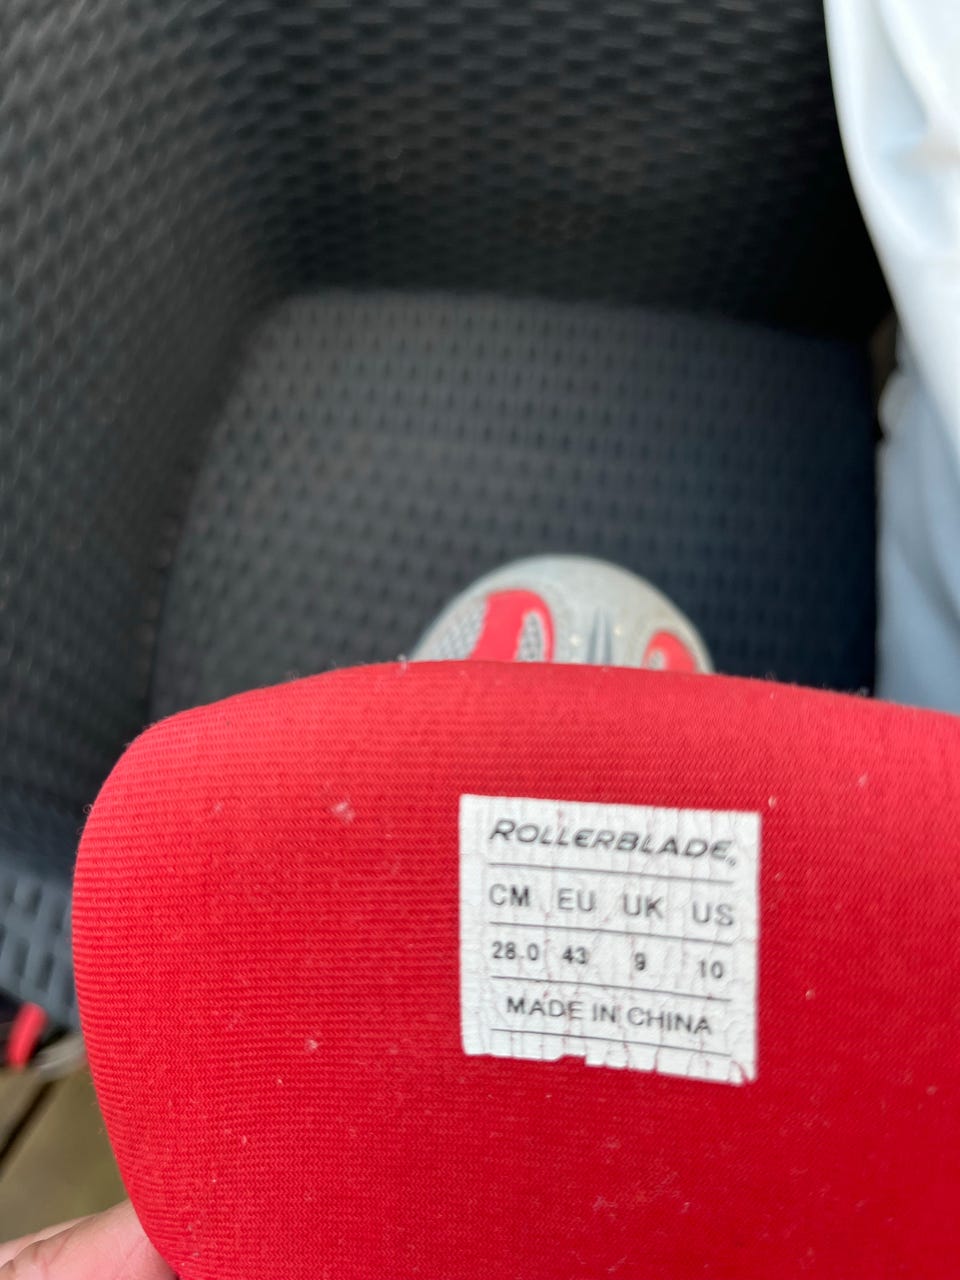 ROLLERBLADE®
CM EU UK US
28.0 43 9 10
MADE IN CHINA